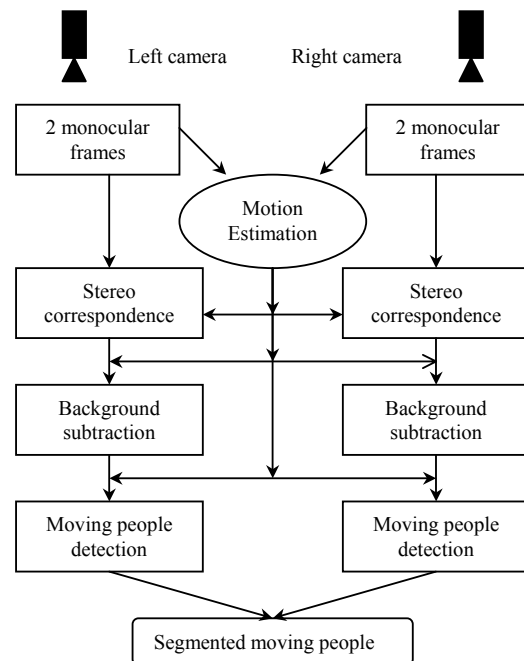 Left camera
Right camera
2 monocular
frames
2 monocular
frames
Motion
Estimation
Stereo
correspondence
Stereo
correspondence
Background
subtraction
Background
subtraction
Moving people
detection
Moving people
detection
Segmented moving people